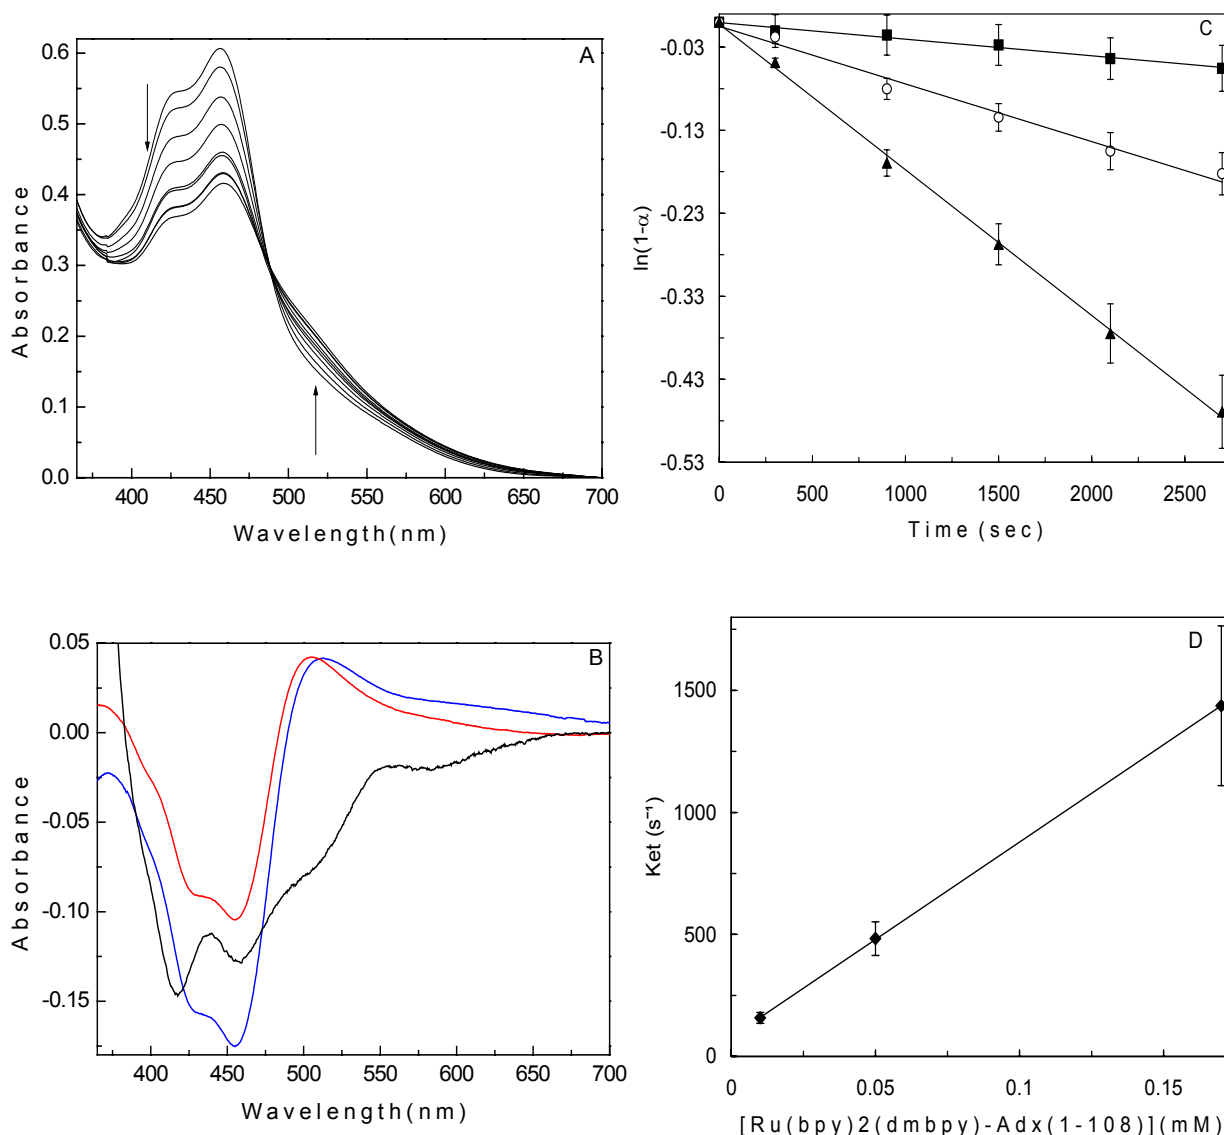 A
0.6
0.5
0.4
0.3
0.2
0.1
0.0
400 450 500 550 600 650 700
Wavelength(nm)
Absorbance
C
-0.03
-0.13
-0.23
-0.33
-0.43
-0.53
0 500 1000 1500 2000 2500
Time (sec)
ln(1-α)
B
0.05
0.00
-0.05
-0.10
-0.15
400 450 500 550 600 650 700
Wavelength(nm)
Absorbance
D
1500
1000
500
0
0 0.05 0.1 0.15
[Ru(bpy)2(dmbpy)-Adx(1-108)](mM)
Ket (s⁻¹)